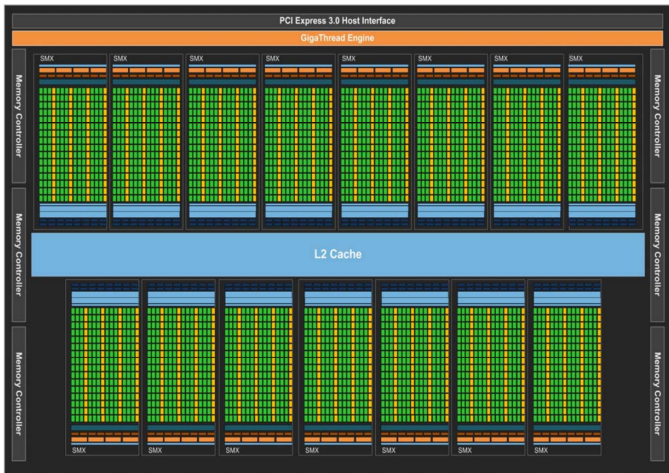 PCI Express 3.0 Host Interface
GigaThread Engine
SMX SMX SMX SMX SMX SMX SMX SMX
Memory Controller
Memory Controller
Memory Controller
L2 Cache
Memory Controller
Memory Controller
Memory Controller
SMX SMX SMX SMX SMX SMX SMX